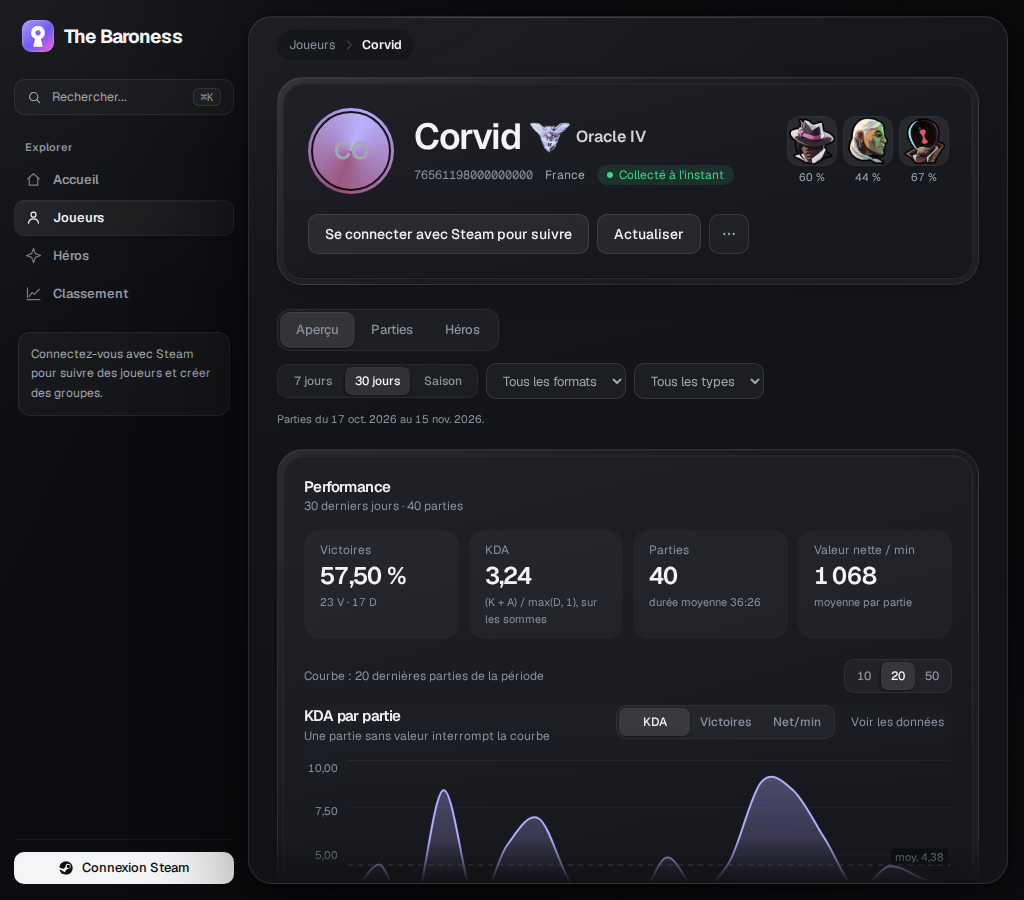 The Baroness
Rechercher...
⌘K
Explorer
Accueil
Joueurs
Héros
Classement
Connectez-vous avec Steam
pour suivre des joueurs et créer
des groupes.
Connexion Steam
Joueurs > Corvid
CO
Corvid Oracle IV
76561198000000000 France Collecté à l'instant
60 % 44 % 67 %
Se connecter avec Steam pour suivre Actualiser ···
Aperçu Parties Héros
7 jours 30 jours Saison Tous les formats Tous les types
Parties du 17 oct. 2026 au 15 nov. 2026.
Performance
30 derniers jours · 40 parties
Victoires
57,50 %
23 V · 17 D
KDA
3,24
(K + A) / max(D, 1), sur
les sommes
Parties
40
durée moyenne 36:26
Valeur nette / min
1 068
moyenne par partie
Courbe : 20 dernières parties de la période
10 20 50
KDA par partie
Une partie sans valeur interrompt la courbe
KDA Victoires Net/min Voir les données
10,00
7,50
5,00
moy. 4,38